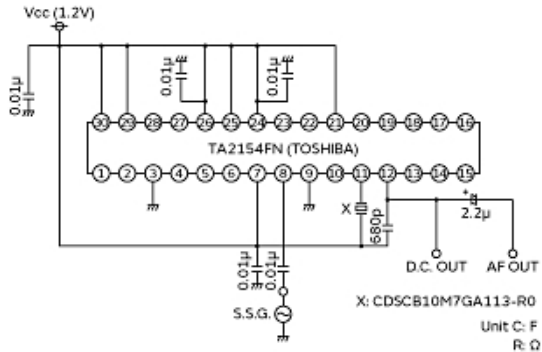 Vcc (1.2V)
0.01μ
0.01μ
0.01μ
30 29 28 27 26 25 24 23 22 21 20 19 18 17 16
TA2154FN (TOSHIBA)
1 2 3 4 5 6 7 8 9 10 11 12 13 14 15
X
680p
+
2.2μ
0.01μ
0.01μ
D.C. OUT
AF OUT
S.S.G.
X: CDSCB10M7GA113-R0
Unit C: F
R: Ω